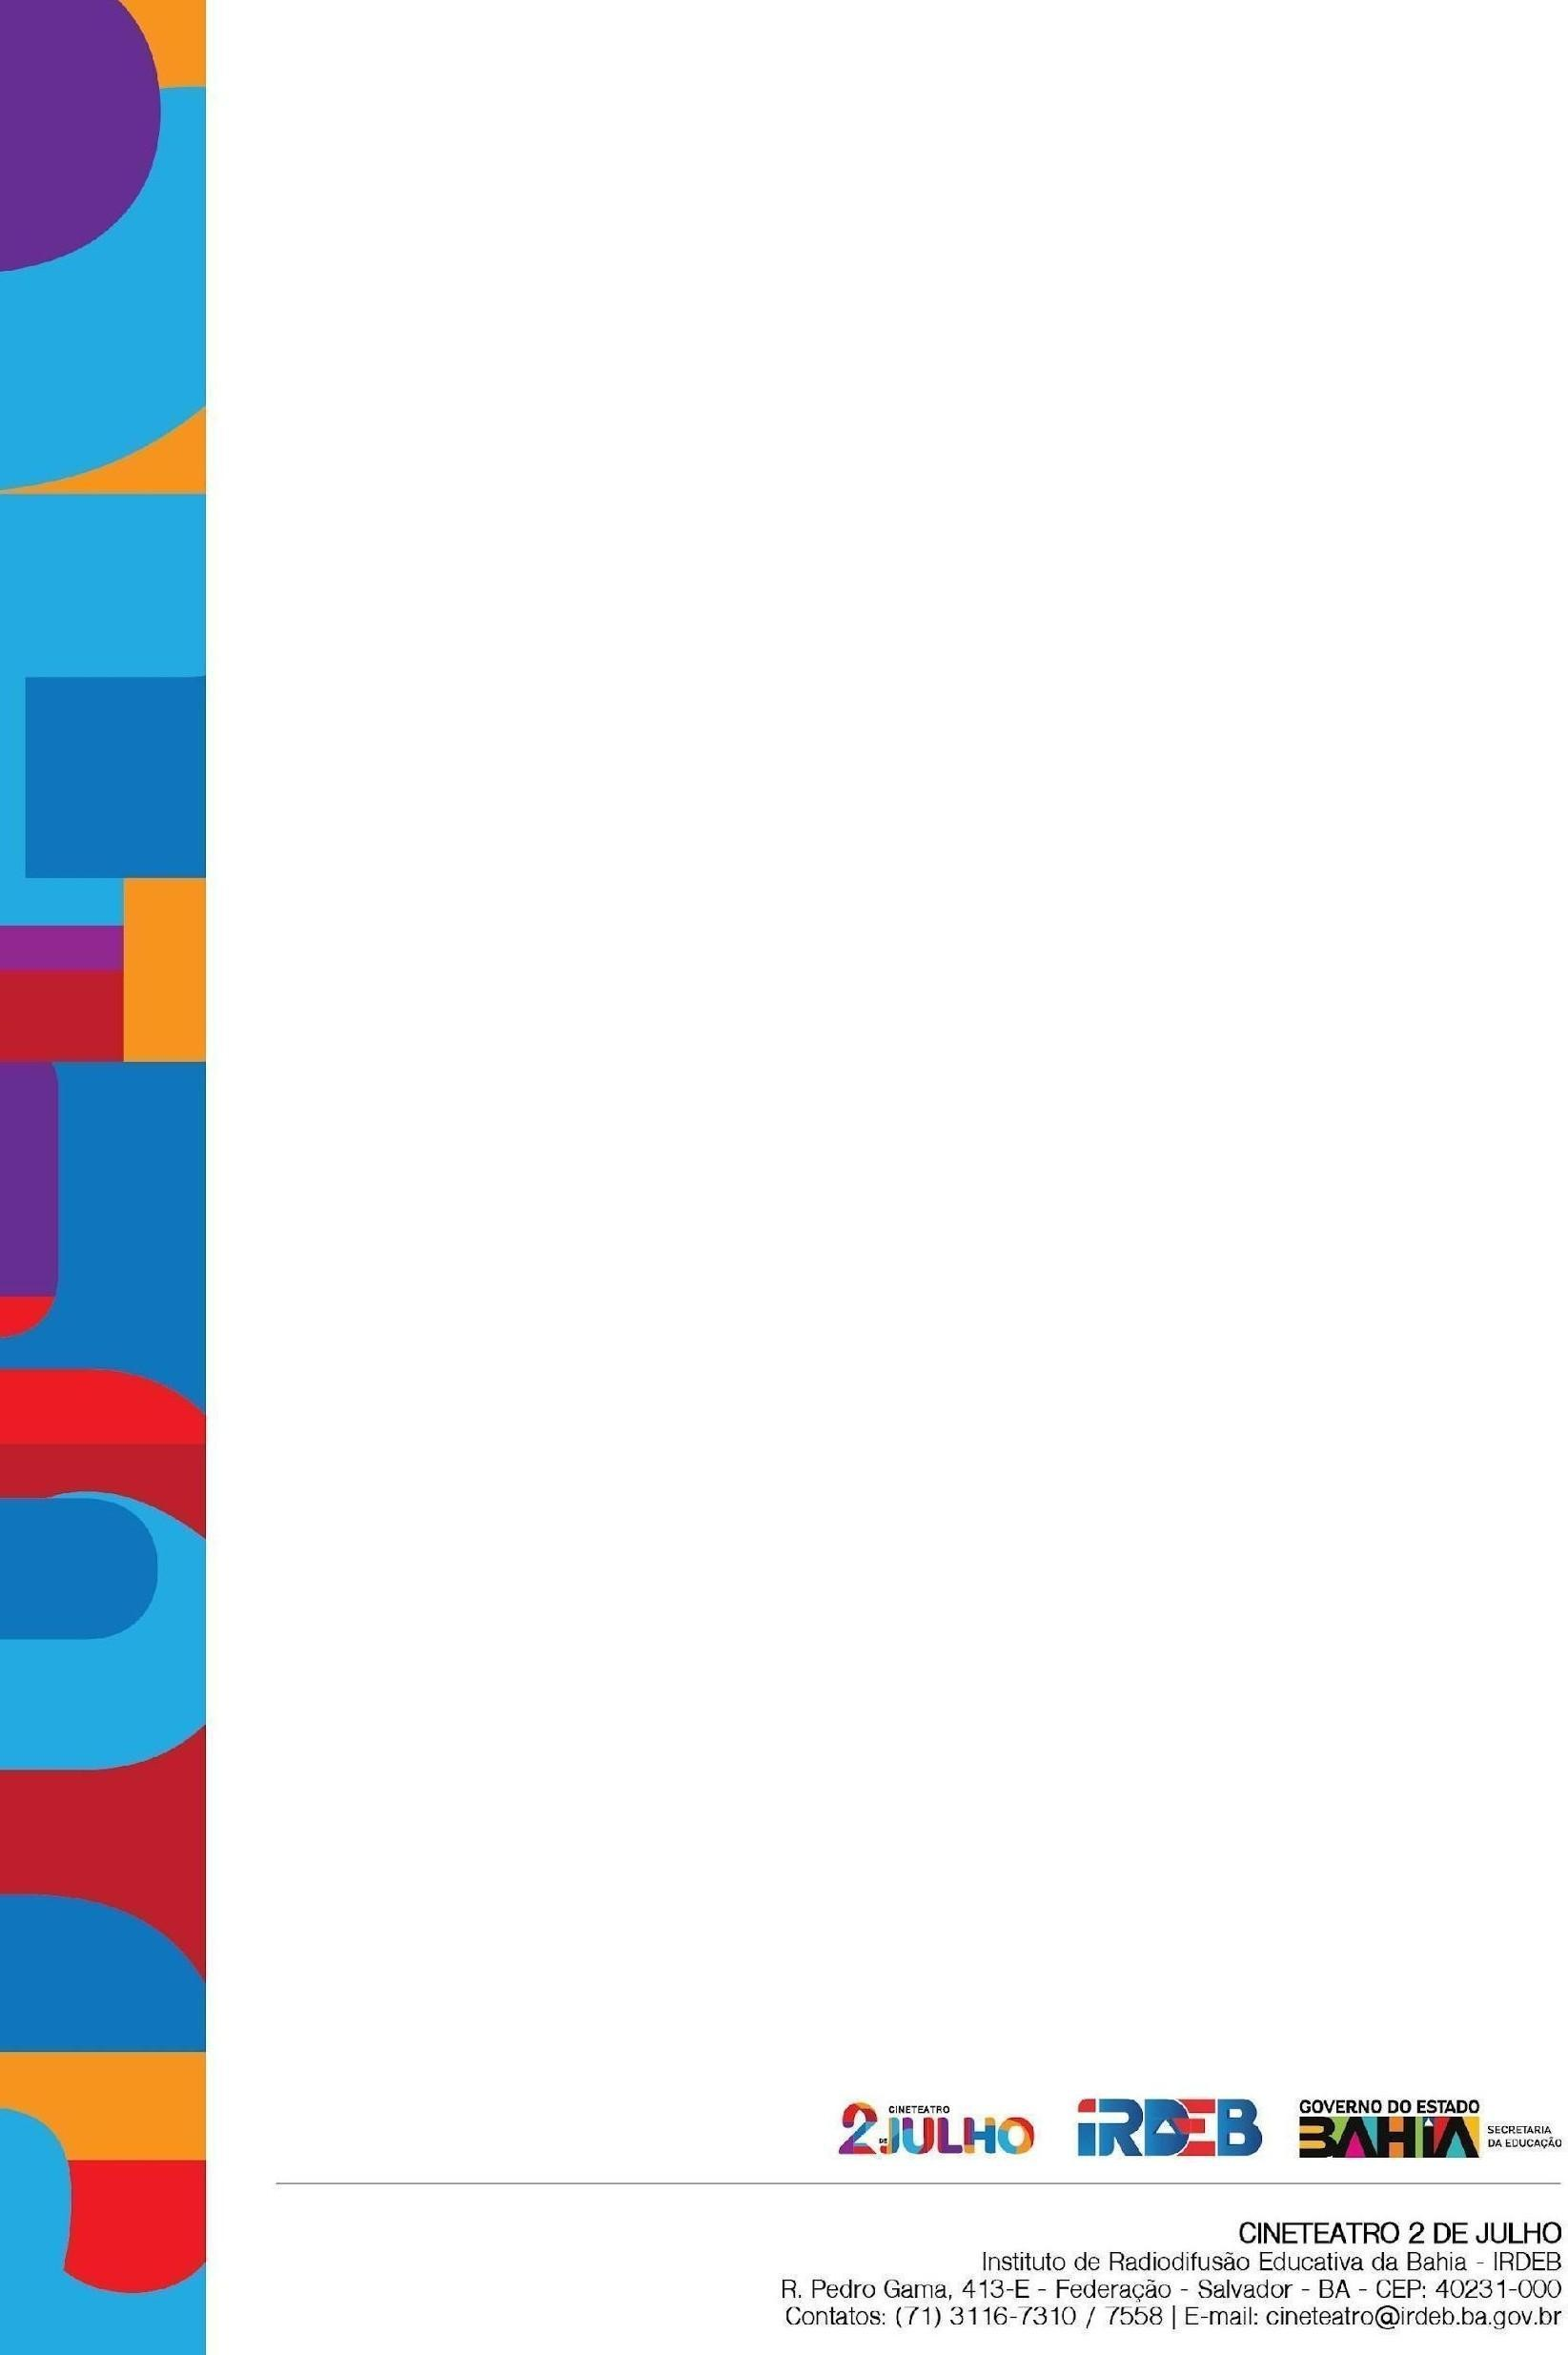 CINETEATRO
2 DE JULHO
IRDEB
GOVERNO DO ESTADO
BAHIA
SECRETARIA
DA EDUCAÇÃO
CINETEATRO 2 DE JULHO
Instituto de Radiodifusão Educativa da Bahia - IRDEB
R. Pedro Gama, 413-E - Federação - Salvador - BA - CEP: 40231-000
Contatos: (71) 3116-7310 / 7558 | E-mail: cineteatro@irdeb.ba.gov.br